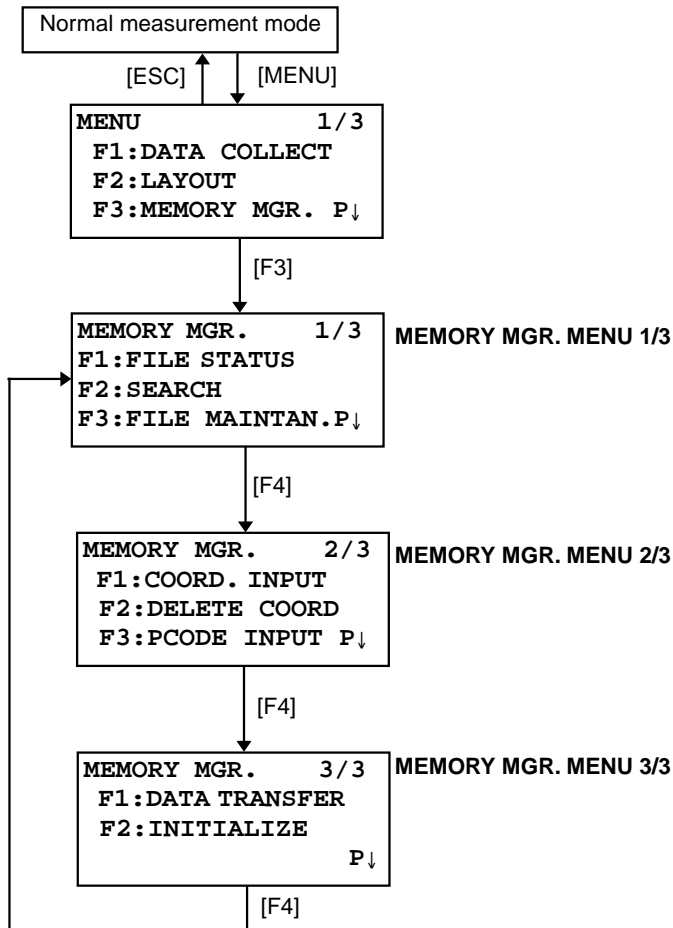 Normal measurement mode
[ESC] [MENU]
MENU 1/3
F1:DATA COLLECT
F2:LAYOUT
F3:MEMORY MGR. P↓
[F3]
MEMORY MGR. 1/3 MEMORY MGR. MENU 1/3
F1:FILE STATUS
F2:SEARCH
F3:FILE MAINTAN.P↓
[F4]
MEMORY MGR. 2/3 MEMORY MGR. MENU 2/3
F1:COORD. INPUT
F2:DELETE COORD
F3:PCODE INPUT P↓
[F4]
MEMORY MGR. 3/3 MEMORY MGR. MENU 3/3
F1:DATA TRANSFER
F2:INITIALIZE
P↓
[F4]